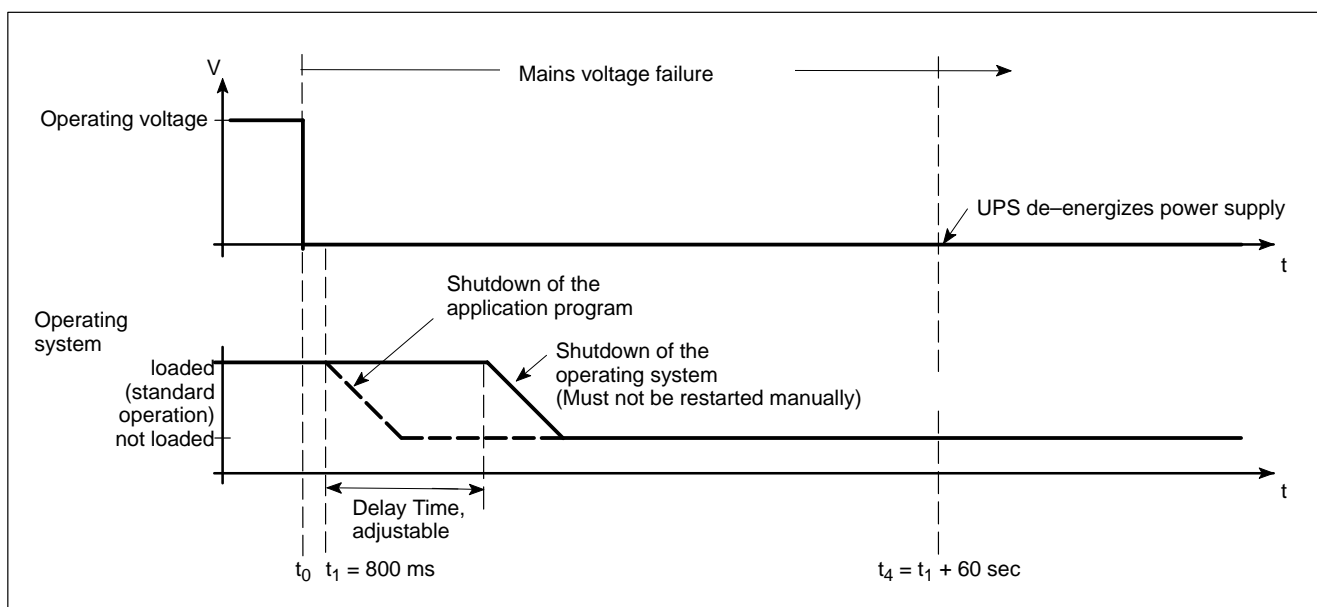 V
Mains voltage failure
Operating voltage
UPS de–energizes power supply
t
Shutdown of the
application program
Operating
system
loaded
(standard
operation)
not loaded
Shutdown of the
operating system
(Must not be restarted manually)
t
Delay Time,
adjustable
t0 t1 = 800 ms
t4 = t1 + 60 sec